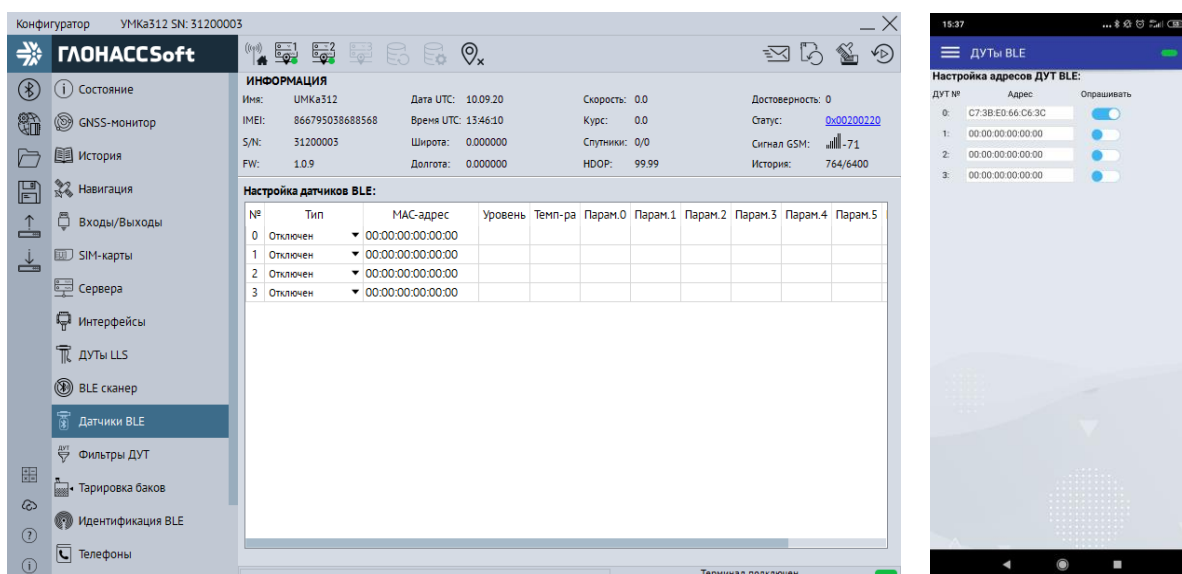 Конфигуратор УМКа312 SN: 31200003
ГЛОНАССSoft
Состояние
GNSS-монитор
История
Навигация
Входы/Выходы
SIM-карты
Сервера
Интерфейсы
ДУТы LLS
BLE сканер
Датчики BLE
Фильтры ДУТ
Тарировка баков
Идентификация BLE
Телефоны
ИНФОРМАЦИЯ
Имя: УМКа312 Дата UTC: 10.09.20 Скорость: 0.0 Достоверность: 0
IMEI: 866795038688568 Время UTC: 13:46:10 Курс: 0.0 Статус: 0x00200220
S/N: 31200003 Широта: 0.000000 Спутники: 0/0 Сигнал GSM: -71
FW: 1.0.9 Долгота: 0.000000 HDOP: 99.99 История: 764/6400
Настройка датчиков BLE:
№ Тип MAC-адрес Уровень Темп-ра Парам.0 Парам.1 Парам.2 Парам.3 Парам.4 Парам.5
0 Отключен 00:00:00:00:00:00
1 Отключен 00:00:00:00:00:00
2 Отключен 00:00:00:00:00:00
3 Отключен 00:00:00:00:00:00
Терминал подключен
15:37
ДУТы BLE
Настройка адресов ДУТ BLE:
ДУТ № Адрес Опрашивать
0: C7:3B:E0:66:C6:3C
1: 00:00:00:00:00:00
2: 00:00:00:00:00:00
3: 00:00:00:00:00:00